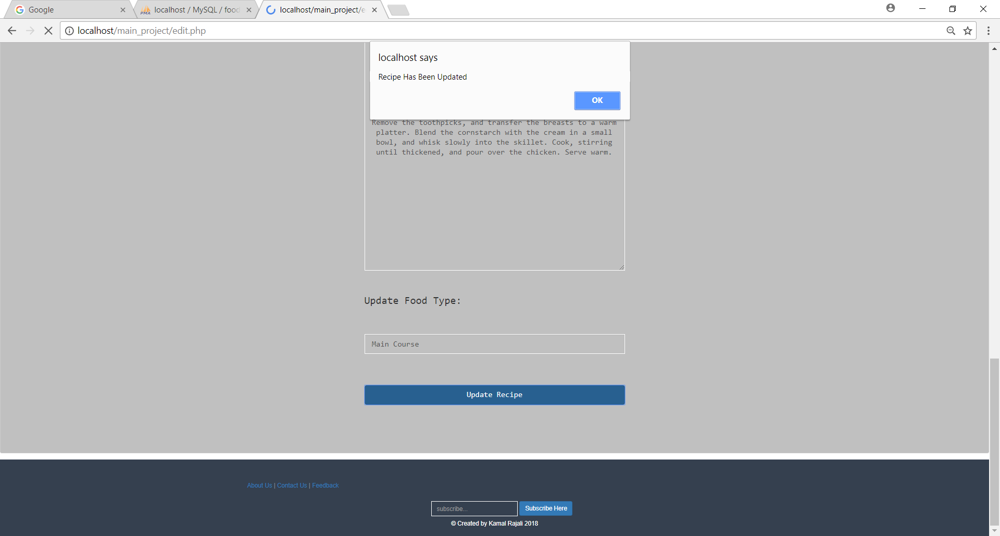 Google
PMA localhost / MySQL / food
localhost/main_project/e
localhost/main_project/edit.php
localhost says
Recipe Has Been Updated
OK
Remove the toothpicks, and transfer the breasts to a warm
platter. Blend the cornstarch with the cream in a small
bowl, and whisk slowly into the skillet. Cook, stirring
until thickened, and pour over the chicken. Serve warm.
Update Food Type:
Main Course
Update Recipe
About Us | Contact Us | Feedback
subscribe... Subscribe Here
© Created by Kamal Rajali 2018